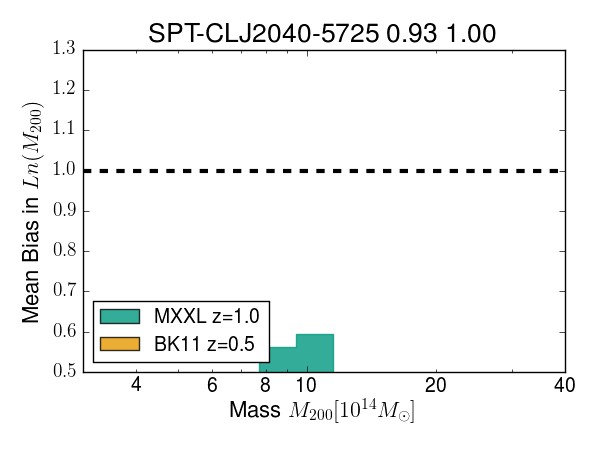 SPT-CLJ2040-5725 0.93 1.00
1.3
1.2
1.1
1.0
0.9
0.8
0.7
0.6
0.5
Mean Bias in Ln(M200)
MXXL z=1.0
BK11 z=0.5
4 6 8 10 20 40
Mass M200[10^14 M⊙]